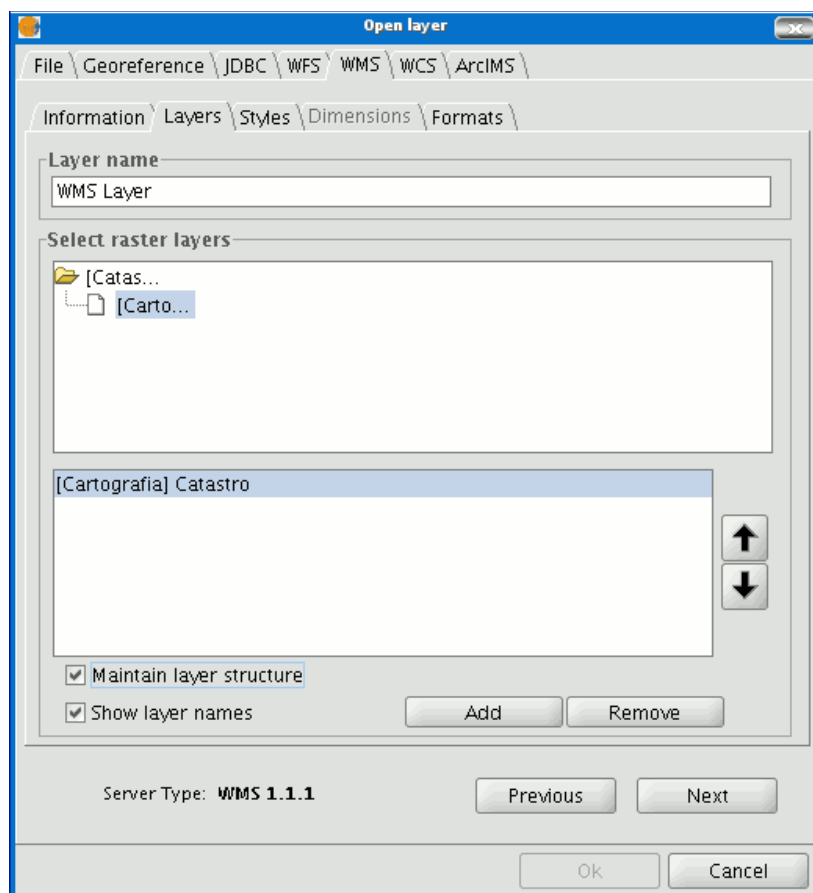 Open layer
File Georeference JDBC WFS WMS WCS ArcIMS
Information Layers Styles Dimensions Formats
Layer name
WMS Layer
Select raster layers
[Catas...
[Carto...
[Cartografia] Catastro
Maintain layer structure
Show layer names Add Remove
Server Type: WMS 1.1.1 Previous Next
Ok Cancel